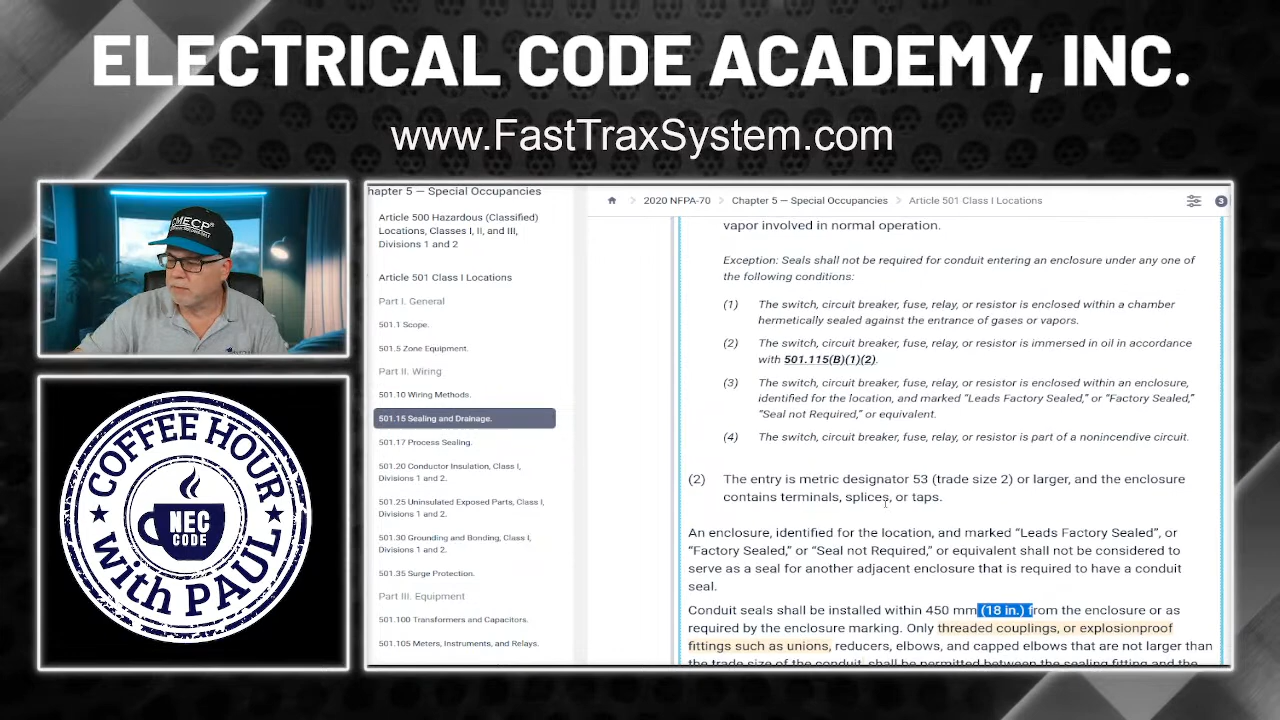 ELECTRICAL CODE ACADEMY, INC.
www.FastTraxSystem.com
CMECP®
COFFEE HOUR
NEC
CODE
with PAUL
hapter 5 — Special Occupancies
Article 500 Hazardous (Classified)
Locations, Classes I, II, and III,
Divisions 1 and 2
Article 501 Class I Locations
Part I. General
501.1 Scope.
501.5 Zone Equipment.
Part II. Wiring
501.10 Wiring Methods.
501.15 Sealing and Drainage.
501.17 Process Sealing.
501.20 Conductor Insulation, Class I,
Divisions 1 and 2.
501.25 Uninsulated Exposed Parts, Class I,
Divisions 1 and 2.
501.30 Grounding and Bonding, Class I,
Divisions 1 and 2.
501.35 Surge Protection.
Part III. Equipment
501.100 Transformers and Capacitors.
501.105 Meters, Instruments, and Relays.
2020 NFPA-70 > Chapter 5 — Special Occupancies > Article 501 Class I Locations
3
vapor involved in normal operation.
Exception: Seals shall not be required for conduit entering an enclosure under any one of
the following conditions:
(1) The switch, circuit breaker, fuse, relay, or resistor is enclosed within a chamber
hermetically sealed against the entrance of gases or vapors.
(2) The switch, circuit breaker, fuse, relay, or resistor is immersed in oil in accordance
with 501.115(B)(1)(2).
(3) The switch, circuit breaker, fuse, relay, or resistor is enclosed within an enclosure,
identified for the location, and marked “Leads Factory Sealed,” or “Factory Sealed,”
“Seal not Required,” or equivalent.
(4) The switch, circuit breaker, fuse, relay, or resistor is part of a nonincendive circuit.
(2) The entry is metric designator 53 (trade size 2) or larger, and the enclosure
contains terminals, splices, or taps.
An enclosure, identified for the location, and marked “Leads Factory Sealed”, or
“Factory Sealed,” or “Seal not Required,” or equivalent shall not be considered to
serve as a seal for another adjacent enclosure that is required to have a conduit
seal.
Conduit seals shall be installed within 450 mm (18 in.) from the enclosure or as
required by the enclosure marking. Only threaded couplings, or explosionproof
fittings such as unions, reducers, elbows, and capped elbows that are not larger than
the trade size of the conduit, shall be permitted between the sealing fitting and the